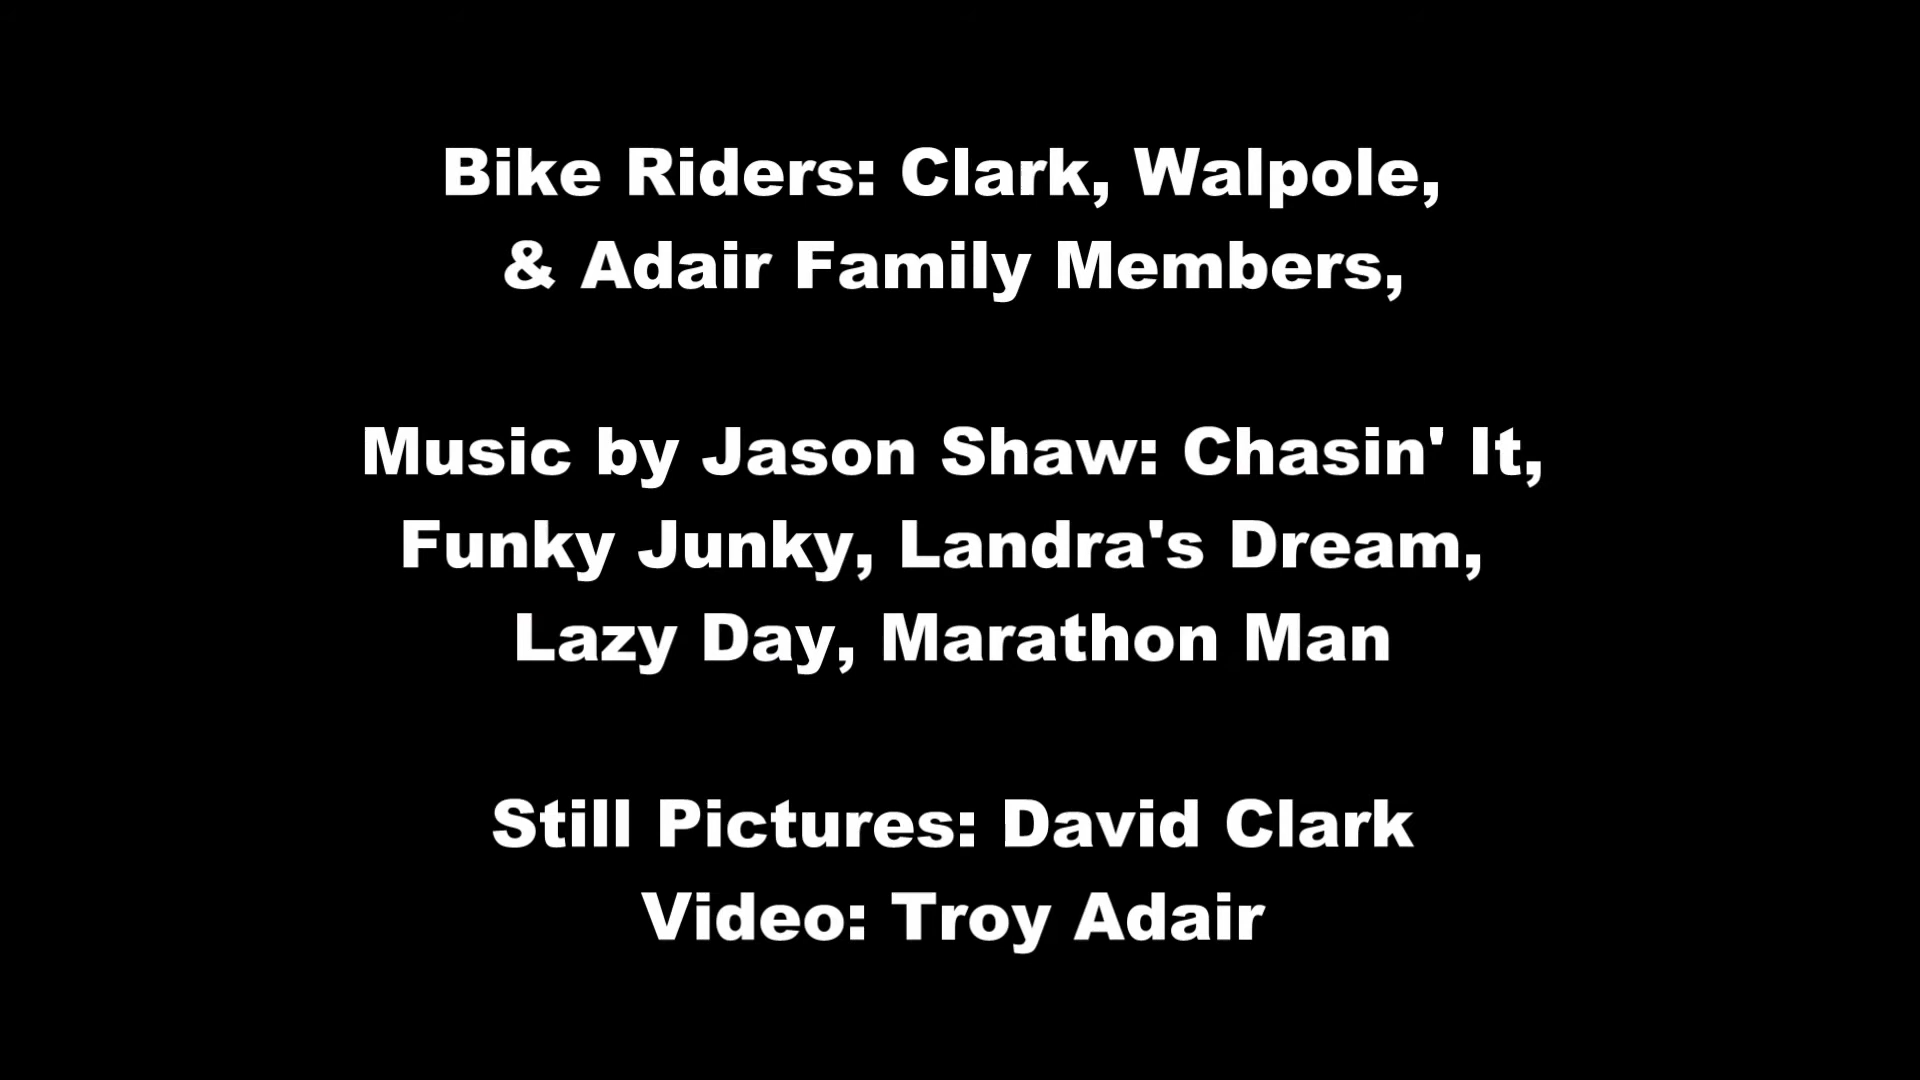 Bike Riders: Clark, Walpole,
& Adair Family Members,
Music by Jason Shaw: Chasin' It,
Funky Junky, Landra's Dream,
Lazy Day, Marathon Man
Still Pictures: David Clark
Video: Troy Adair